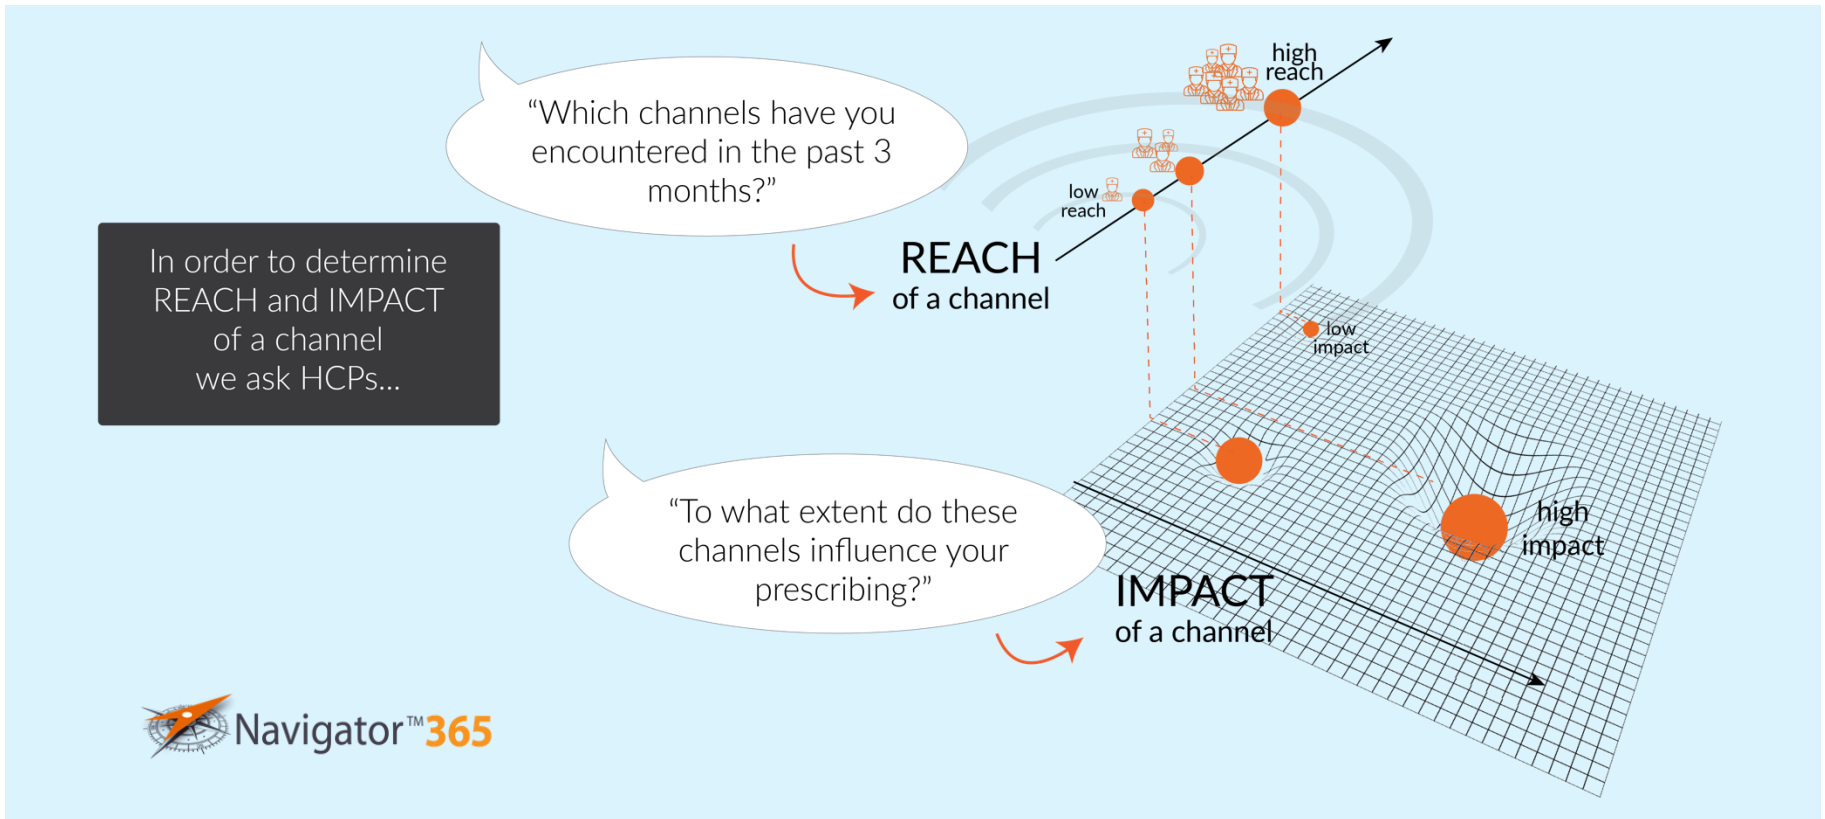 In order to determine
REACH and IMPACT
of a channel
we ask HCPs...
“Which channels have you
encountered in the past 3
months?”
REACH
of a channel
low
reach
high
reach
“To what extent do these
channels influence your
prescribing?”
IMPACT
of a channel
low
impact
high
impact
Navigator™365